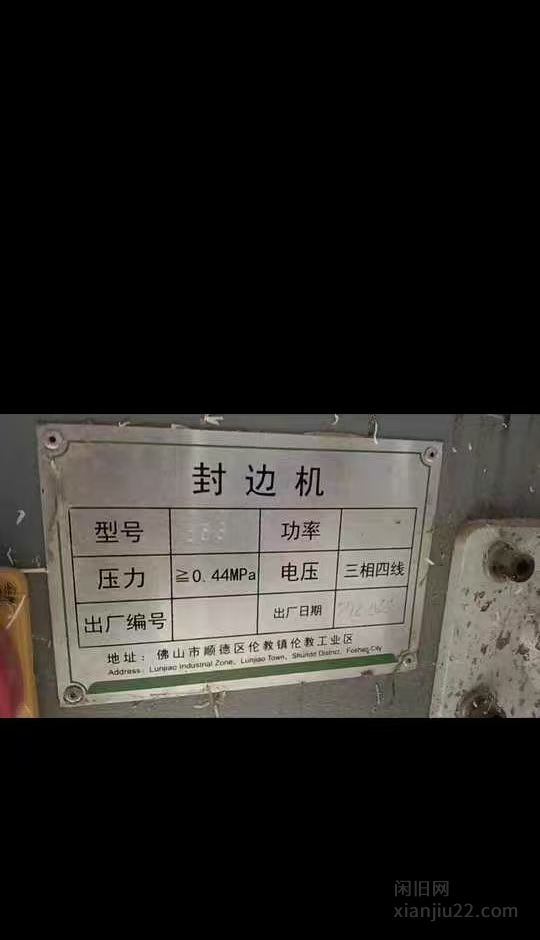 封边机
型号 功率
压力 ≧0.44MPa 电压 三相四线
出厂编号 出厂日期
地址：佛山市顺德区伦教镇伦教工业区
Address: Lunjiao Industrial Zone, Lunjiao Town, Shunde District, Foshan City
闲旧网
xianjiu22.com